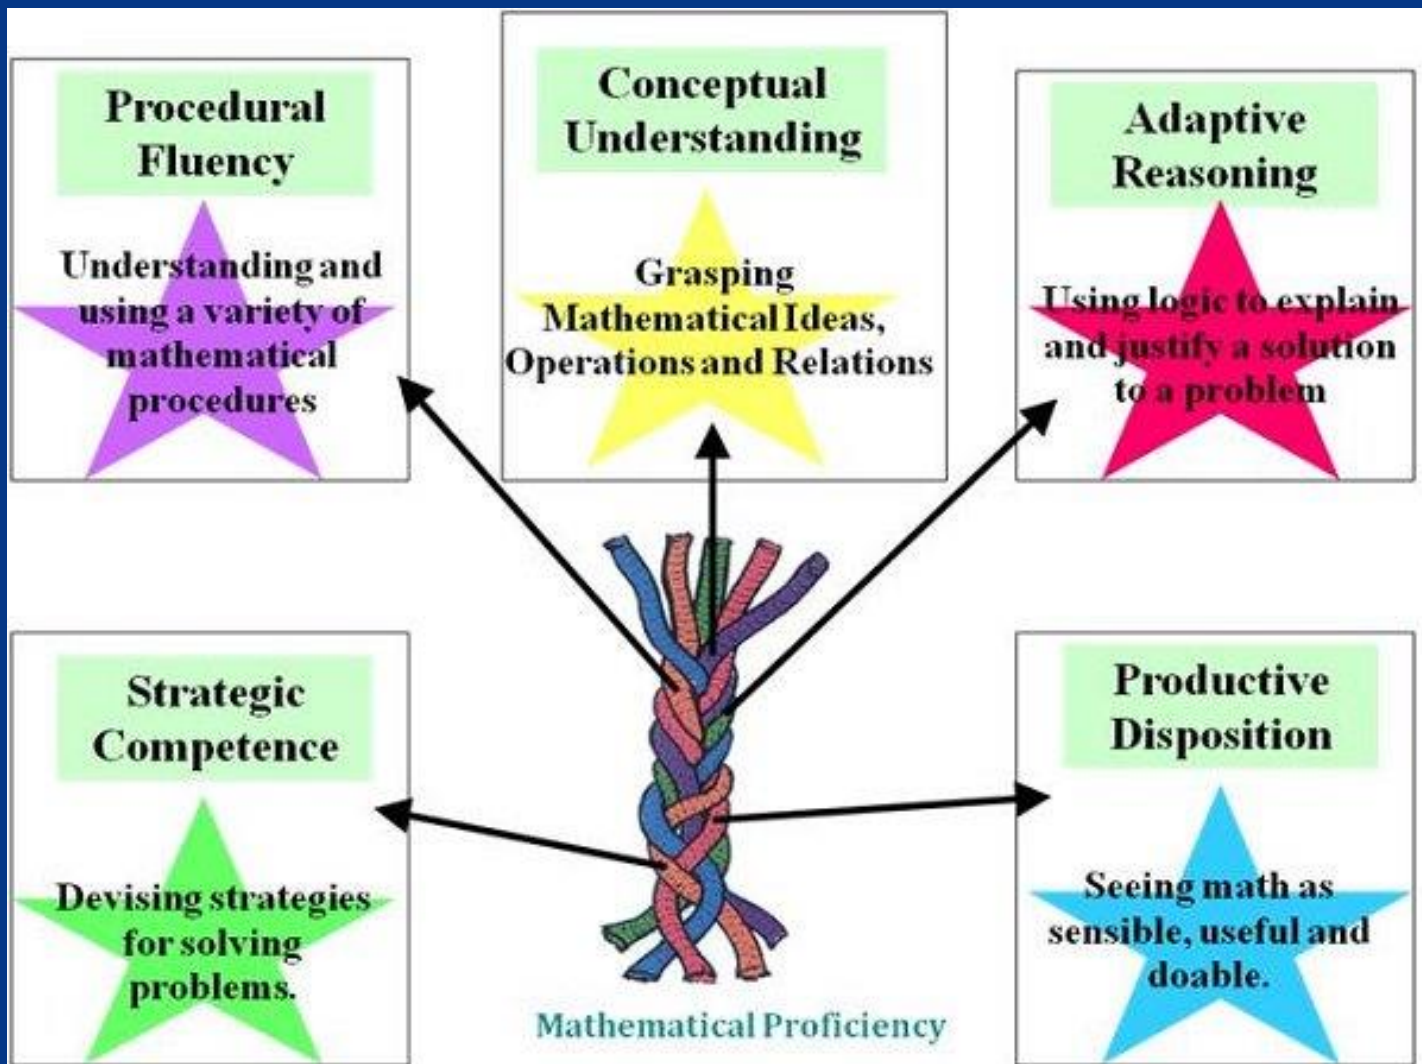 Procedural
Fluency
Understanding and
using a variety of
mathematical
procedures
Conceptual
Understanding
Grasping
Mathematical Ideas,
Operations and Relations
Adaptive
Reasoning
Using logic to explain
and justify a solution
to a problem
Strategic
Competence
Devising strategies
for solving
problems.
Productive
Disposition
Seeing math as
sensible, useful and
doable.
Mathematical Proficiency